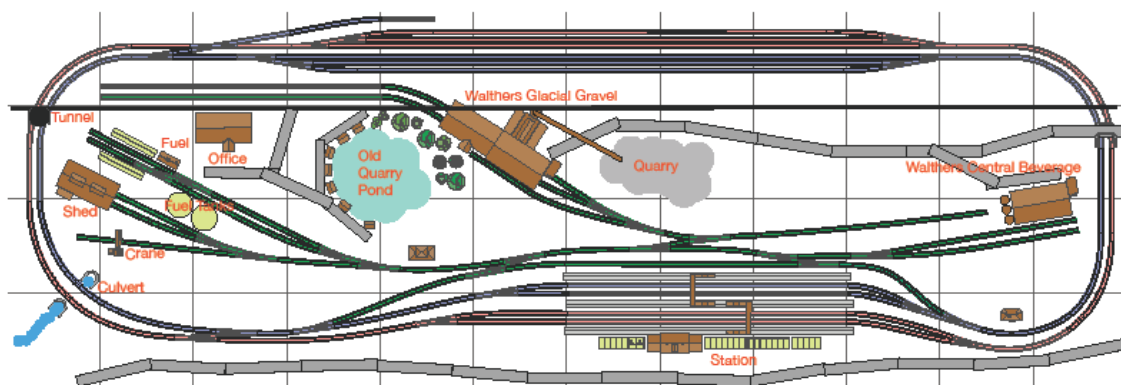 Walthers Glacial Gravel
Tunnel
Fuel
Office
Old
Quarry
Pond
Quarry
Walthers Central Beverage
Shed
Fuel Tanks
Crane
Culvert
Station